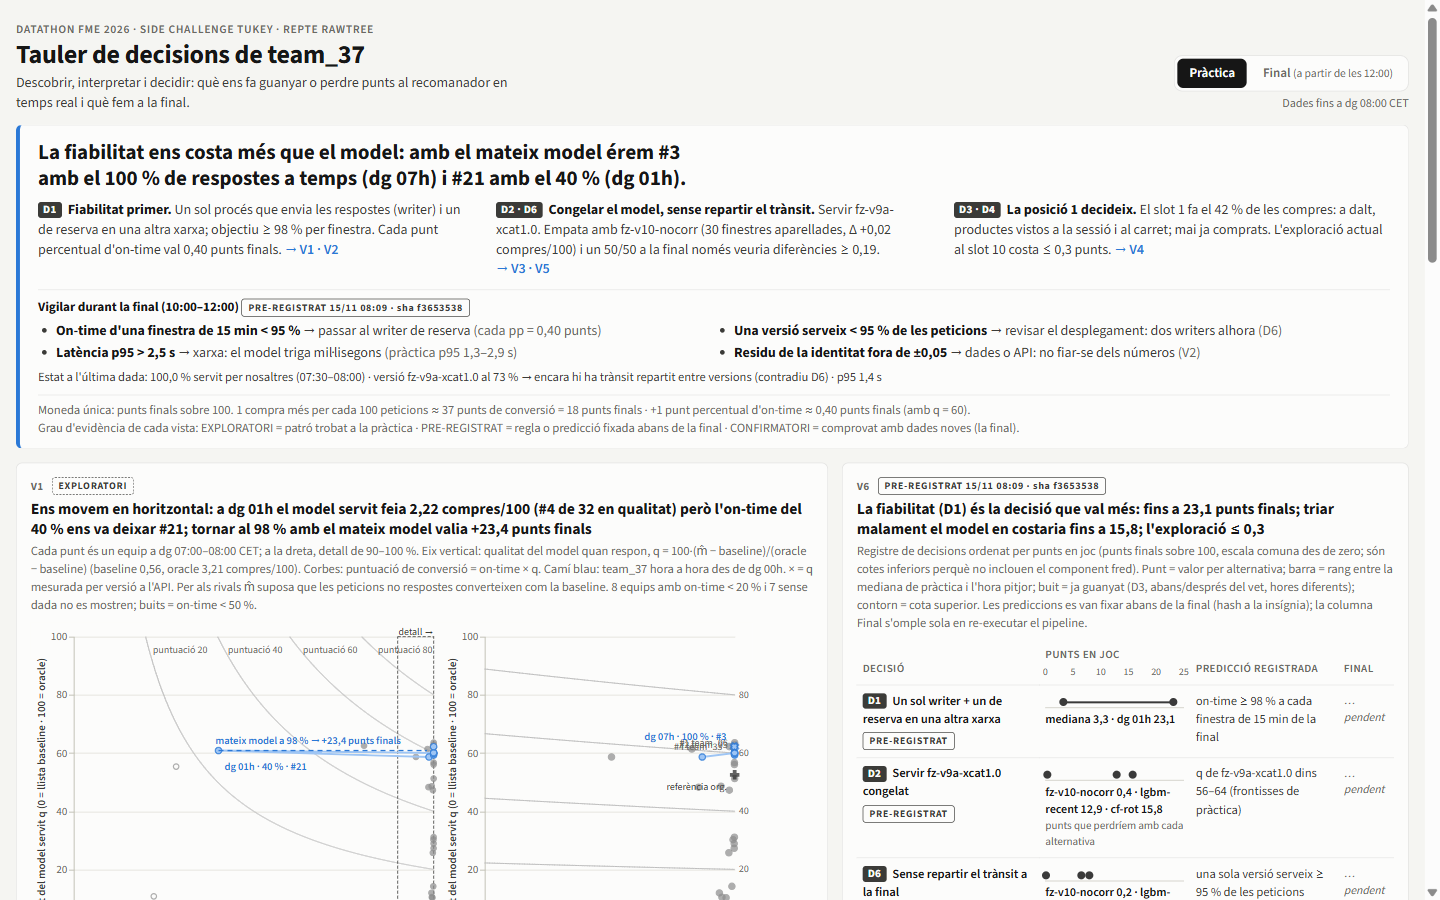 DATATHON FME 2026 · SIDE CHALLENGE TUKEY · REPTE RAWTREE
Tauler de decisions de team_37
Descobrir, interpretar i decidir: què ens fa guanyar o perdre punts al recomanador en
temps real i què fem a la final.
Pràctica
Final (a partir de les 12:00)
Dades fins a dg 08:00 CET
La fiabilitat ens costa més que el model: amb el mateix model érem #3
amb el 100 % de respostes a temps (dg 07h) i #21 amb el 40 % (dg 01h).
D1 Fiabilitat primer. Un sol procés que envia les respostes (writer) i un
de reserva en una altra xarxa; objectiu ≥ 98 % per finestra. Cada punt
percentual d'on-time val 0,40 punts finals. → V1 · V2
D2 · D6 Congelar el model, sense repartir el trànsit. Servir fz-v9a-
xcat1.0. Empata amb fz-v10-nocorr (30 finestres aparellades, Δ +0,02
compres/100) i un 50/50 a la final només veuria diferències ≥ 0,19.
→ V3 · V5
D3 · D4 La posició 1 decideix. El slot 1 fa el 42 % de les compres: a dalt,
productes vistos a la sessió i al carret; mai ja comprats. L'exploració actual
al slot 10 costa ≤ 0,3 punts. → V4
Vigilar durant la final (10:00–12:00) PRE-REGISTRAT 15/11 08:09 · sha f3653538
• On-time d'una finestra de 15 min < 95 % → passar al writer de reserva (cada pp = 0,40 punts)
• Una versió serveix < 95 % de les peticions → revisar el desplegament: dos writers alhora (D6)
• Latència p95 > 2,5 s → xarxa: el model triga mil·lisegons (pràctica p95 1,3–2,9 s)
• Residu de la identitat fora de ±0,05 → dades o API: no fiar-se dels números (V2)
Estat a l'última dada: 100,0 % servit per nosaltres (07:30–08:00) · versió fz-v9a-xcat1.0 al 73 % → encara hi ha trànsit repartit entre versions (contradiu D6) · p95 1,4 s
Moneda única: punts finals sobre 100. 1 compra més per cada 100 peticions ≈ 37 punts de conversió = 18 punts finals · +1 punt percentual d'on-time ≈ 0,40 punts finals (amb q = 60).
Grau d'evidència de cada vista: EXPLORATORI = patró trobat a la pràctica · PRE-REGISTRAT = regla o predicció fixada abans de la final · CONFIRMATORI = comprovat amb dades noves (la final).
V1 EXPLORATORI
Ens movem en horitzontal: a dg 01h el model servit feia 2,22 compres/100 (#4 de 32 en qualitat) però l'on-time del
40 % ens va deixar #21; tornar al 98 % amb el mateix model valia +23,4 punts finals
Cada punt és un equip a dg 07:00–08:00 CET; a la dreta, detall de 90–100 %. Eix vertical: qualitat del model quan respon, q = 100·(m̂ − baseline)/(oracle
− baseline) (baseline 0,56, oracle 3,21 compres/100). Corbes: puntuació de conversió = on-time × q. Camí blau: team_37 hora a hora des de dg 00h. × = q
mesurada per versió a l'API. Per als rivals m̂ suposa que les peticions no respostes converteixen com la baseline. 8 equips amb on-time < 20 % i 7 sense
dada no es mostren; buits = on-time < 50 %.
detall →
100
80
60
40
20
puntuació 20
puntuació 40
puntuació 60
puntuació 80
mateix model a 98 % → +23,4 punts finals
dg 01h · 40 % · #21
del model servit q (0 = llista baseline · 100 = oracle)
100
80
60
40
20
80
60
40
20
dg 07h · 100 % · #3
referència org.
del model servit q (0 = llista baseline · 100 = oracle)
V6 PRE-REGISTRAT 15/11 08:09 · sha f3653538
La fiabilitat (D1) és la decisió que val més: fins a 23,1 punts finals; triar
malament el model en costaria fins a 15,8; l'exploració ≤ 0,3
Registre de decisions ordenat per punts en joc (punts finals sobre 100, escala comuna des de zero; són
cotes inferiors perquè no inclouen el component fred). Punt = valor per alternativa; barra = rang entre la
mediana de pràctica i l'hora pitjor; buit = ja guanyat (D3, abans/després del vet, hores diferents);
contorn = cota superior. Les prediccions es van fixar abans de la final (hash a la insígnia); la columna
Final s'omple sola en re-executar el pipeline.
DECISIÓ
PUNTS EN JOC
0 5 10 15 20 25
PREDICCIÓ REGISTRADA
FINAL
D1 Un sol writer + un de
reserva en una altra xarxa
PRE-REGISTRAT
mediana 3,3 · dg 01h 23,1
on-time ≥ 98 % a cada
finestra de 15 min de la
final
…
pendent
D2 Servir fz-v9a-xcat1.0
congelat
PRE-REGISTRAT
fz-v10-nocorr 0,4 · lgbm-
recent 12,9 · cf-rot 15,8
punts que perdríem amb cada
alternativa
q de fz-v9a-xcat1.0 dins
56–64 (frontisses de
pràctica)
…
pendent
D6 Sense repartir el trànsit a
la final
fz-v10-nocorr 0,2 · lgbm-
una sola versió serveix ≥
95 % de les peticions
…
pendent